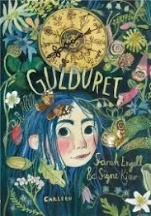 GULDURET
Sarah Engell
& Signe Kjær
CARLSEN